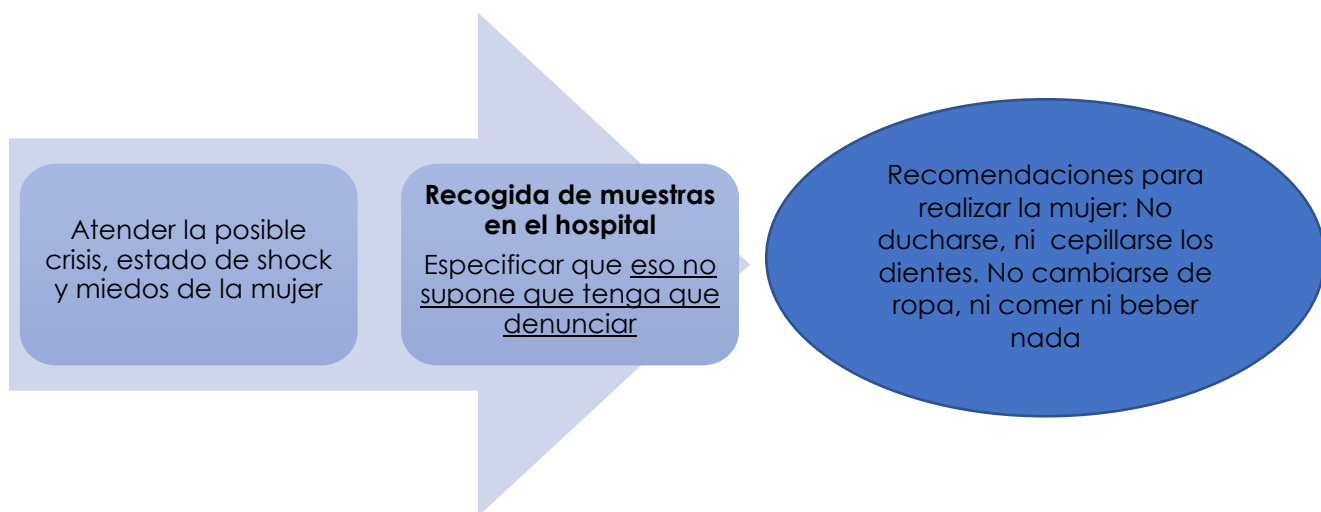 Atender la posible
crisis, estado de shock
y miedos de la mujer
Recogida de muestras
en el hospital
Especificar que eso no
supone que tenga que
denunciar
Recomendaciones para
realizar la mujer: No
ducharse, ni cepillarse los
dientes. No cambiarse de
ropa, ni comer ni beber
nada